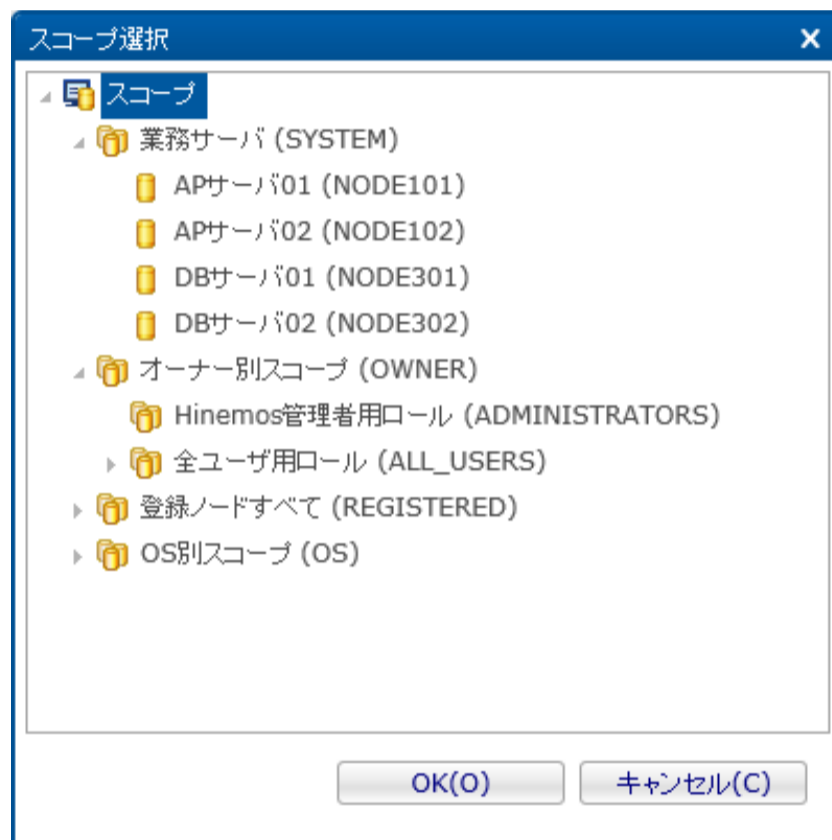 スコープ選択
スコープ
業務サーバ (SYSTEM)
APサーバ01 (NODE101)
APサーバ02 (NODE102)
DBサーバ01 (NODE301)
DBサーバ02 (NODE302)
オーナー別スコープ (OWNER)
Hinemos管理者用ロール (ADMINISTRATORS)
全ユーザ用ロール (ALL_USERS)
登録ノードすべて (REGISTERED)
OS別スコープ (OS)
OK(O) キャンセル(C)